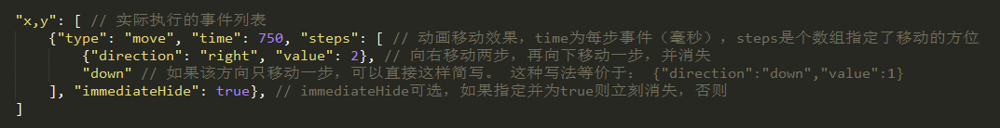 "x,y": [ // 实际执行的事件列表
{"type": "move", "time": 750, "steps": [ // 动画移动效果，time为每步事件（毫秒），steps是个数组指定了移动的方位
{"direction": "right", "value": 2}, // 向右移动两步，再向下移动一步，并消失
"down" // 如果该方向只移动一步，可以直接这样简写。 这种写法等价于： {"direction":"down","value":1}
], "immediateHide": true}, // immediateHide可选，如果指定并为true则立刻消失，否则
]